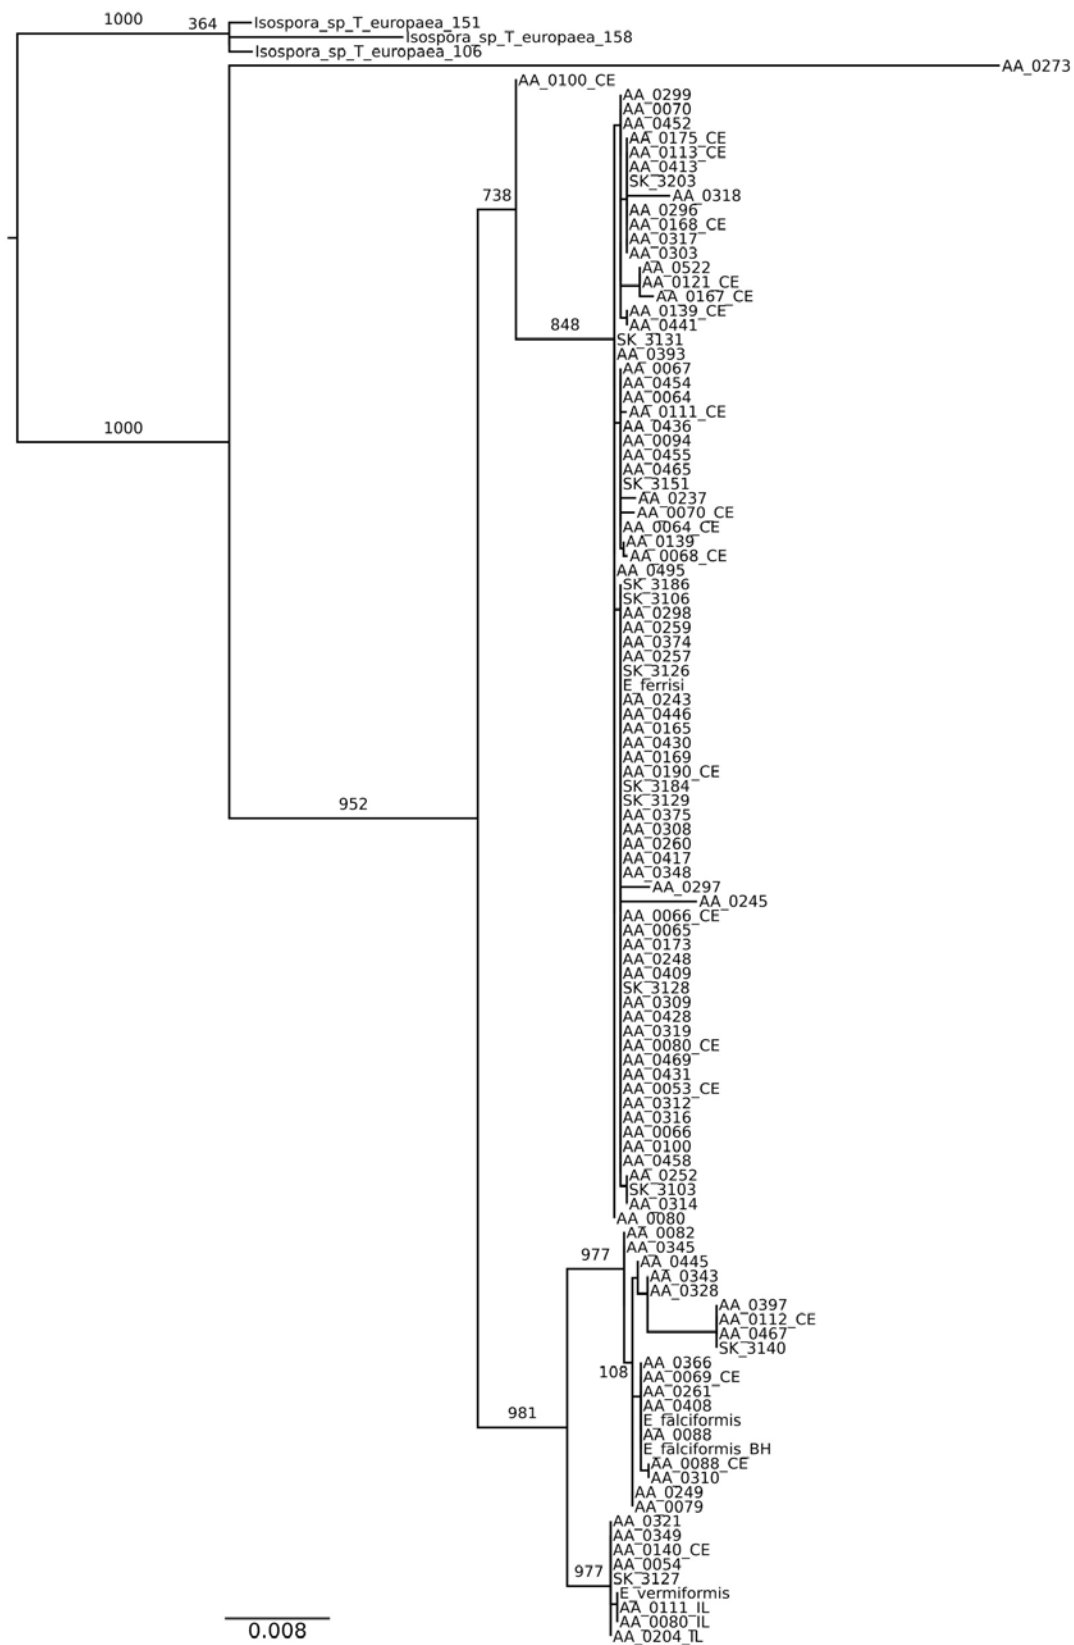 1000
364
Isospora_sp_T_europaea_151
Isospora_sp_T_europaea_158
Isospora_sp_T_europaea_106
AA_0273
AA_0100_CE
AA_0299
AA_0070
AA_0452
AA_0175_CE
AA_0113_CE
AA_0413
SK_3203
738
AA_0318
AA_0296
AA_0168_CE
AA_0317
AA_0303
AA_0522
AA_0121_CE
AA_0167_CE
AA_0139_CE
848
AA_0441
SK_3131
AA_0393
AA_0067
AA_0454
AA_0064
AA_0111_CE
1000
AA_0436
AA_0094
AA_0455
AA_0465
SK_3151
AA_0237
AA_0070_CE
AA_0064_CE
AA_0139
AA_0068_CE
AA_0495
SK_3186
SK_3106
AA_0298
AA_0259
AA_0374
AA_0257
SK_3126
E_ferrisi
AA_0243
AA_0446
AA_0165
AA_0430
AA_0169
AA_0190_CE
SK_3184
SK_3129
952
AA_0375
AA_0308
AA_0260
AA_0417
AA_0348
AA_0297
AA_0245
AA_0066_CE
AA_0065
AA_0173
AA_0248
AA_0409
SK_3128
AA_0309
AA_0428
AA_0319
AA_0080_CE
AA_0469
AA_0431
AA_0053_CE
AA_0312
AA_0316
AA_0066
AA_0100
AA_0458
AA_0252
SK_3103
AA_0314
AA_0080
AA_0082
977
AA_0345
AA_0445
AA_0343
AA_0328
AA_0397
AA_0112_CE
AA_0467
SK_3140
AA_0366
108
AA_0069_CE
AA_0261
AA_0408
981
E_falciformis
AA_0088
E_falciformis_BH
AA_0088_CE
AA_0310
AA_0249
AA_0079
AA_0321
AA_0349
AA_0140_CE
AA_0054
977
SK_3127
E_vermiformis
AA_0111_IL
AA_0080_IL
AA_0204_IL
0.008